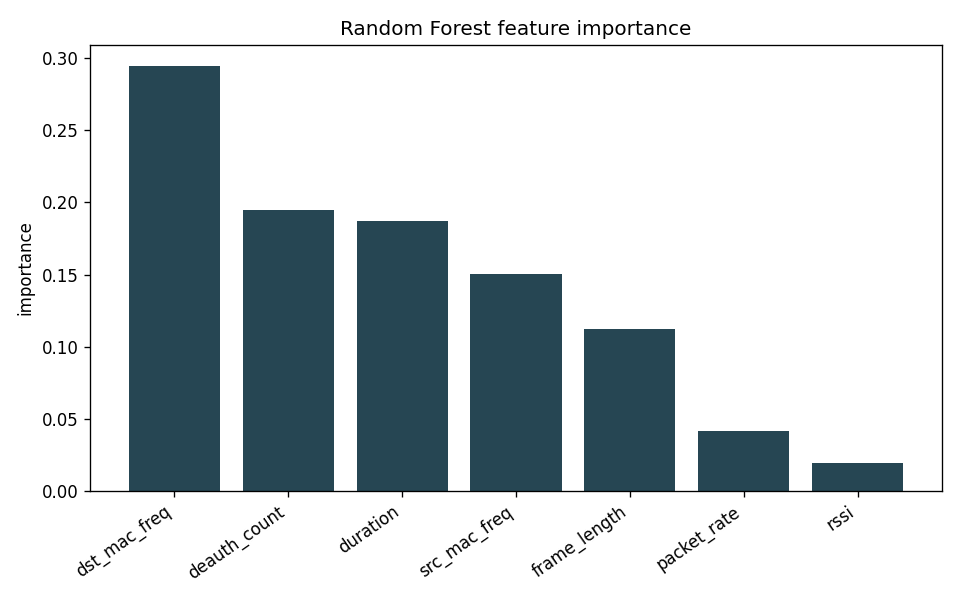 Random Forest feature importance
importance
0.30
0.25
0.20
0.15
0.10
0.05
0.00
dst_mac_freq
deauth_count
duration
src_mac_freq
frame_length
packet_rate
rssi